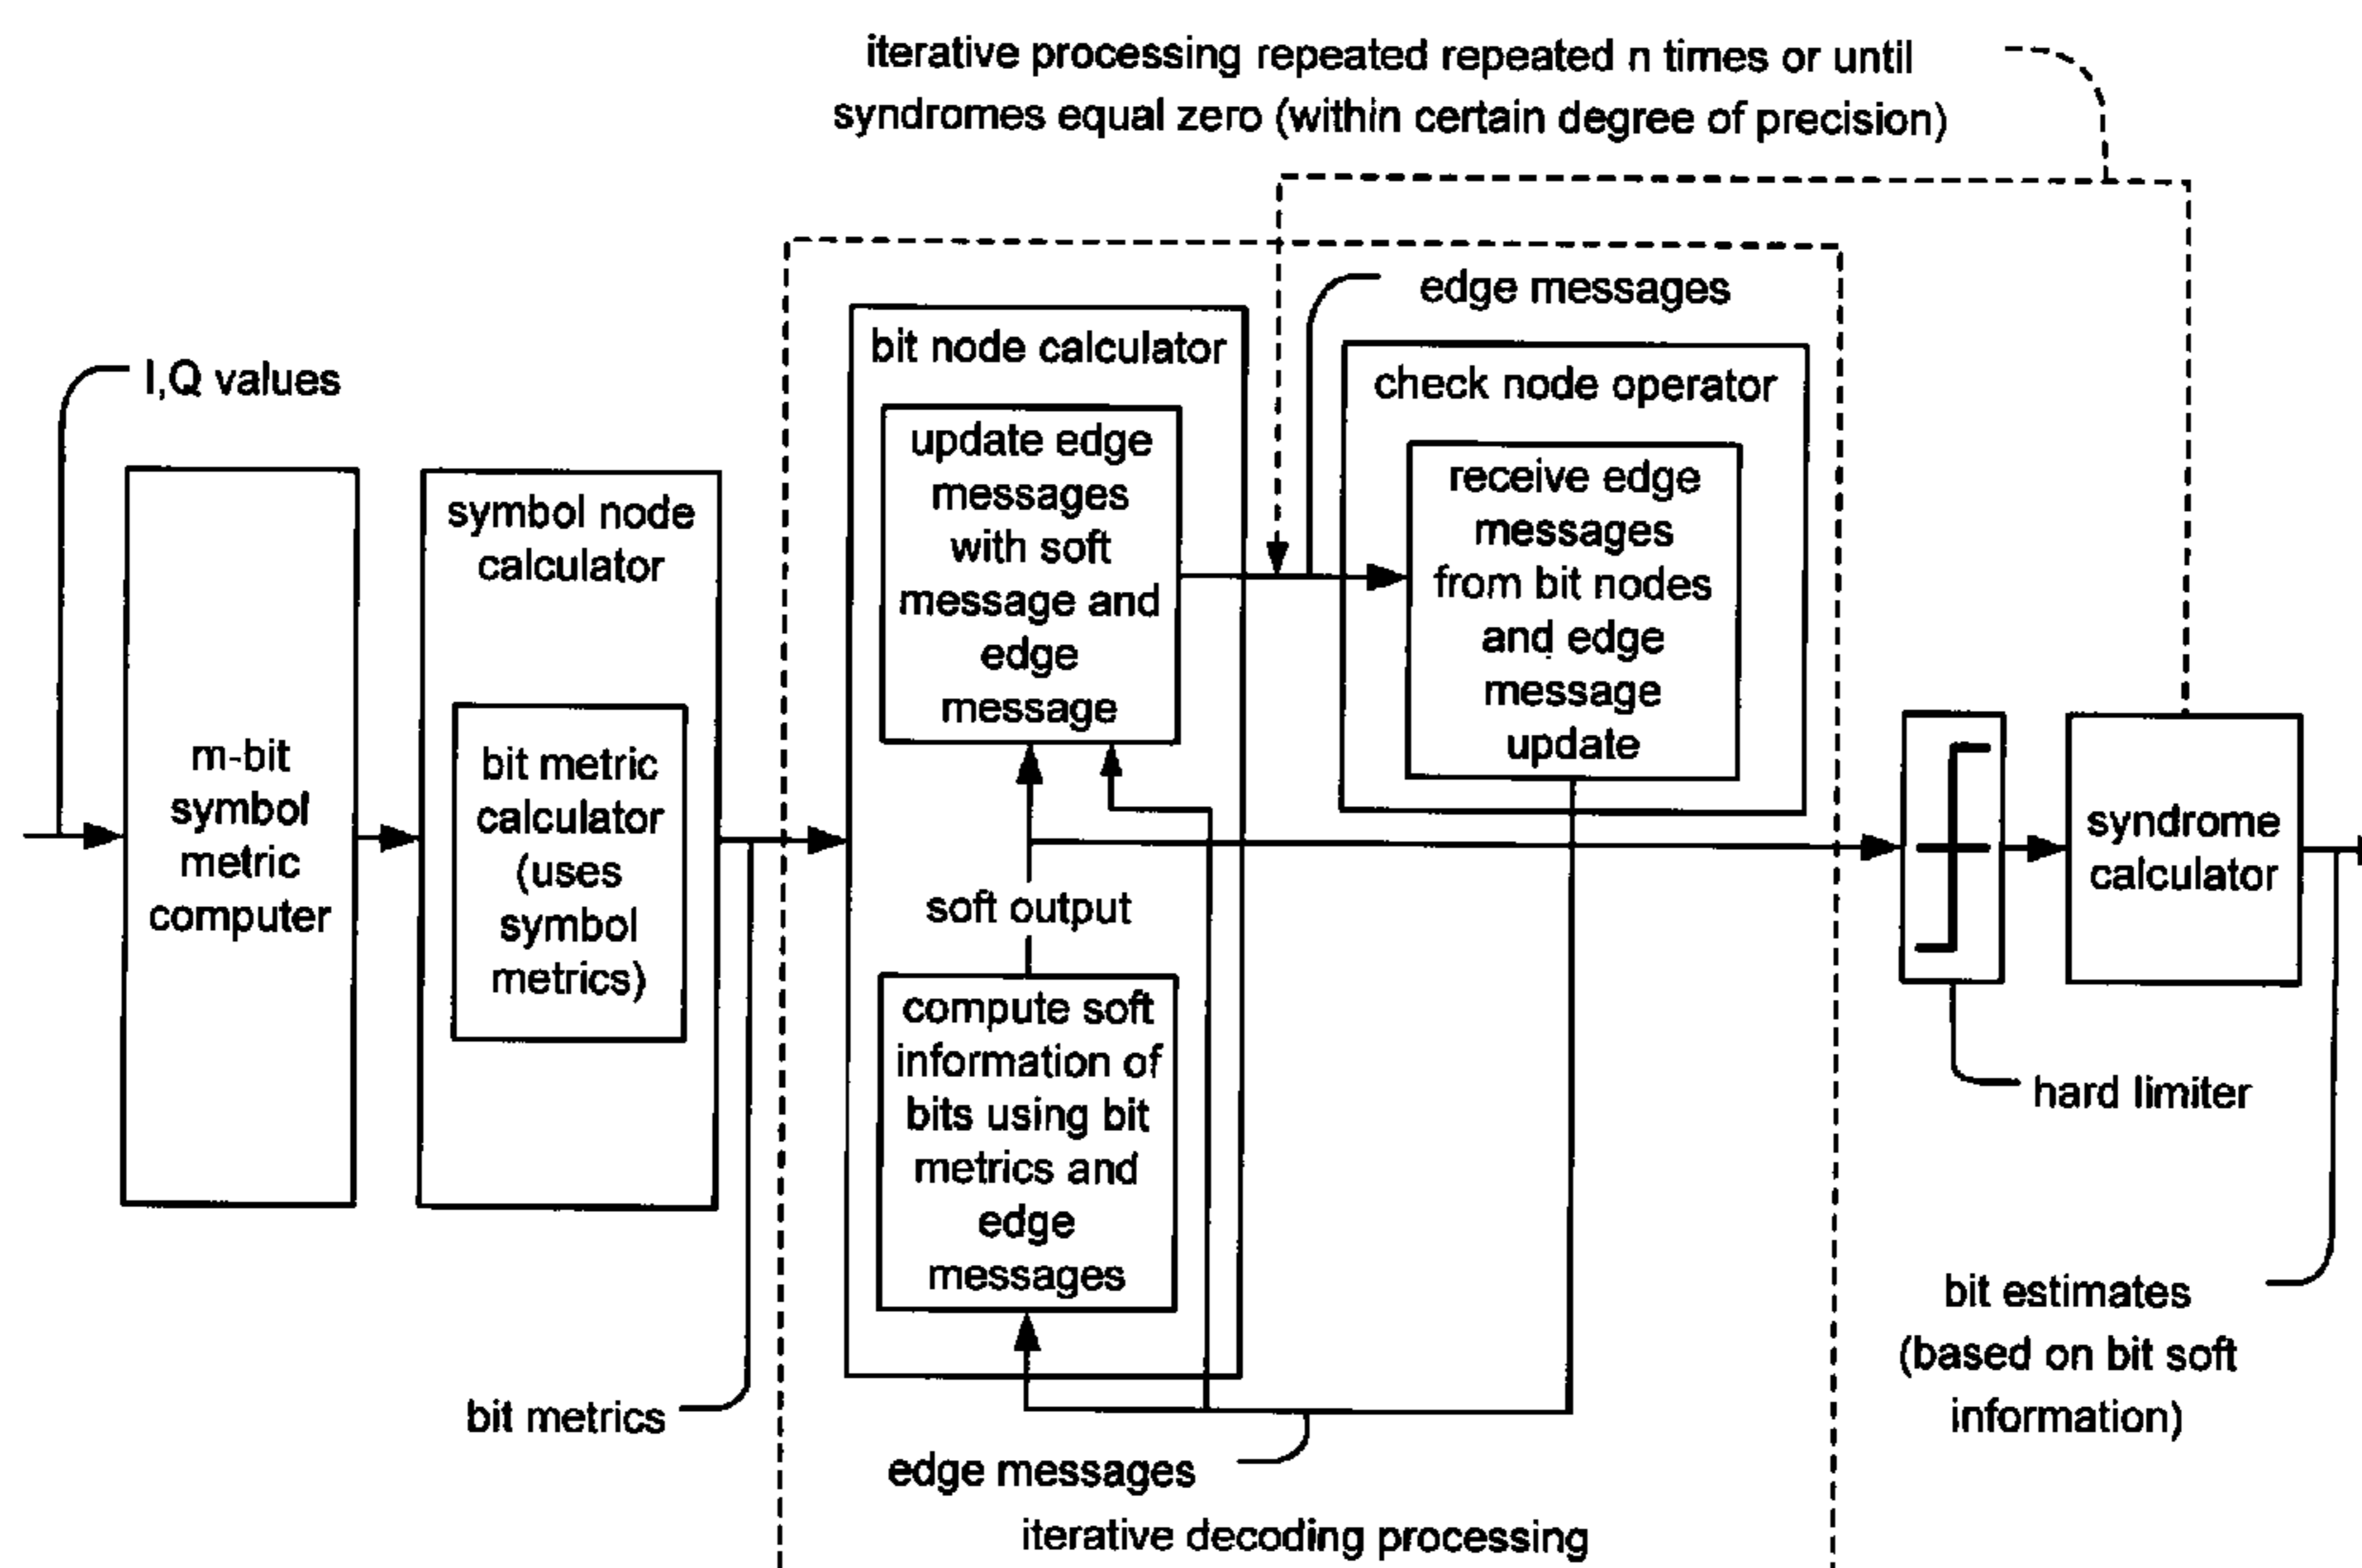 iterative processing repeated repeated n times or until
syndromes equal zero (within certain degree of precision)
edge messages
bit node calculator
I,Q values
check node operator
update edge
messages
with soft
message and
edge
message
receive edge
messages
from bit nodes
and edge
message
update
symbol node
calculator
m-bit
symbol
metric
computer
bit metric
calculator
(uses
symbol
metrics)
syndrome
calculator
soft output
compute soft
information of
bits using bit
metrics and
edge
messages
hard limiter
bit estimates
(based on bit soft
information)
bit metrics
edge messages
iterative decoding processing